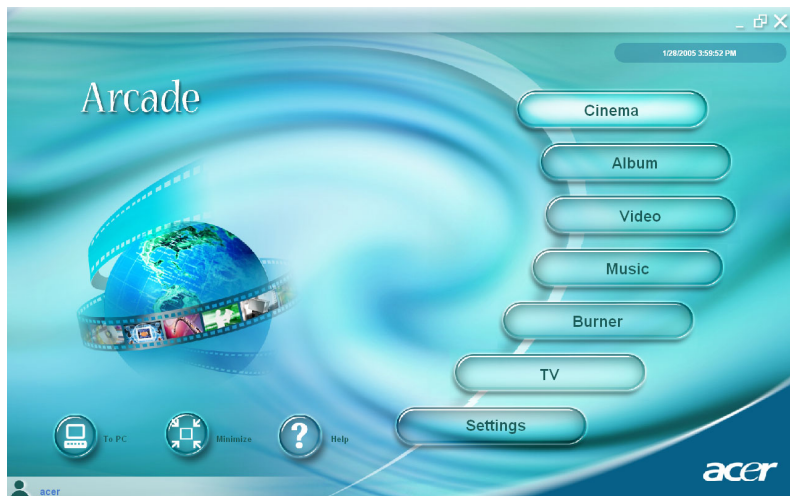 1/28/2005 3:59:52 PM
Arcade
Cinema
Album
Video
Music
Burner
TV
Settings
To PC
Minimize
Help
acer
acer